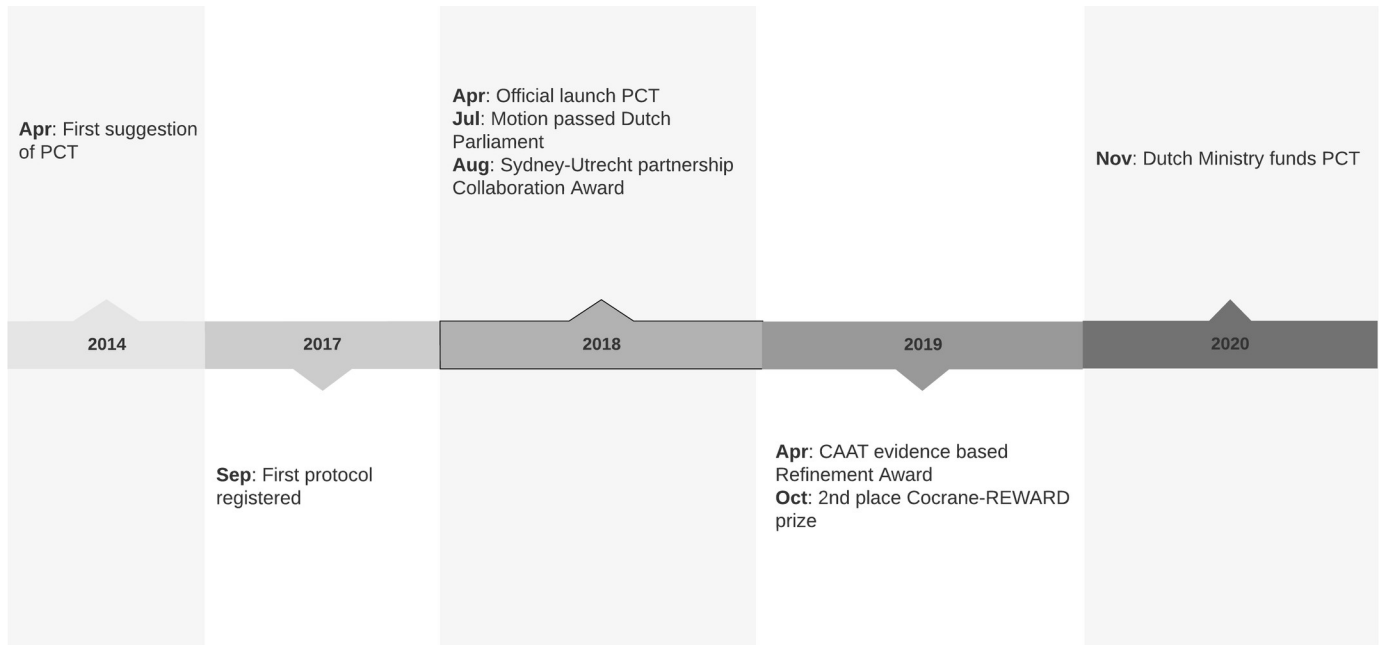 Apr: First suggestion
of PCT
2014
2017
Sep: First protocol
registered
Apr: Official launch PCT
Jul: Motion passed Dutch
Parliament
Aug: Sydney-Utrecht partnership
Collaboration Award
2018
2019
Apr: CAAT evidence based
Refinement Award
Oct: 2nd place Cocrane-REWARD
prize
Nov: Dutch Ministry funds PCT
2020